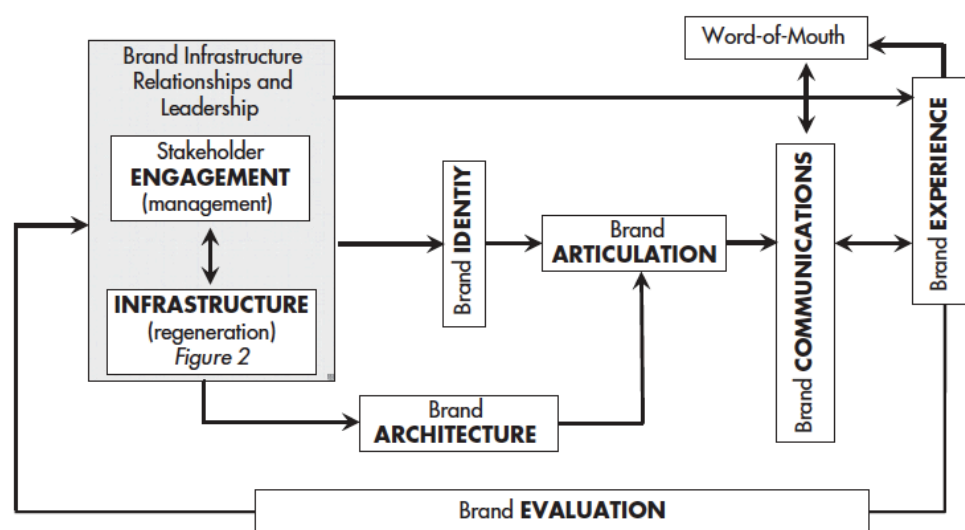 Word-of-Mouth
Brand Infrastructure
Relationships and
Leadership
Stakeholder
ENGAGEMENT
(management)
INFRASTRUCTURE
(regeneration)
Figure 2
Brand IDENTIY
Brand
ARTICULATION
Brand COMMUNICATIONS
Brand EXPERIENCE
Brand
ARCHITECTURE
Brand EVALUATION